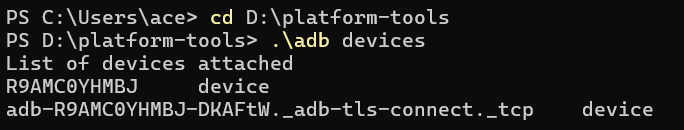 PS C:\Users\ace> cd D:\platform-tools
PS D:\platform-tools> .\adb devices
List of devices attached
R9AMC0YHMBJ     device
adb-R9AMC0YHMBJ-DKAFtW._adb-tls-connect._tcp    device